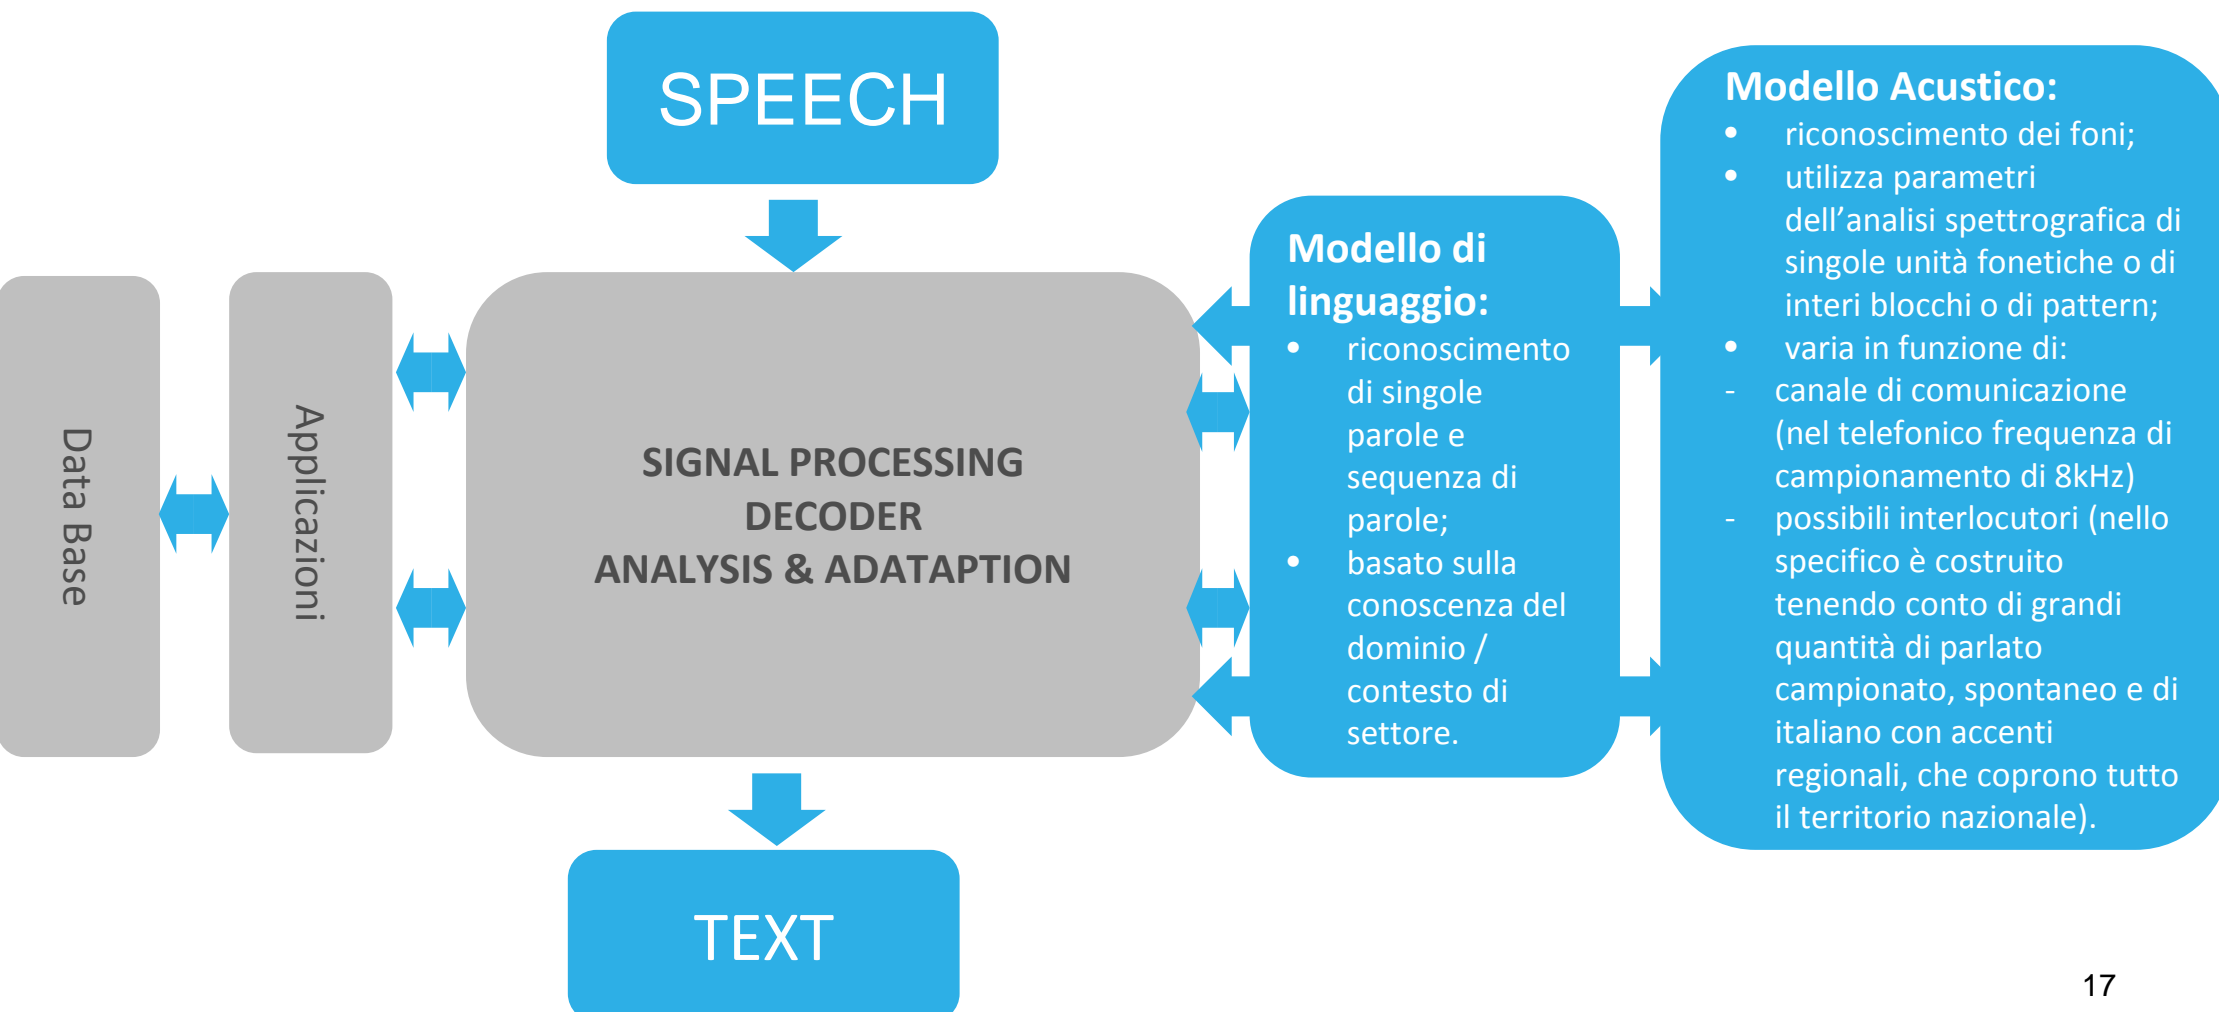 SPEECH
Data Base
Applicazioni
SIGNAL PROCESSING
DECODER
ANALYSIS & ADATAPTION
TEXT
Modello di
linguaggio:
• riconoscimento
di singole
parole e
sequenza di
parole;
• basato sulla
conoscenza del
dominio /
contesto di
settore.
Modello Acustico:
• riconoscimento dei foni;
• utilizza parametri
dell’analisi spettrografica di
singole unità fonetiche o di
interi blocchi o di pattern;
• varia in funzione di:
- canale di comunicazione
(nel telefonico frequenza di
campionamento di 8kHz)
- possibili interlocutori (nello
specifico è costruito
tenendo conto di grandi
quantità di parlato
campionato, spontaneo e di
italiano con accenti
regionali, che coprono tutto
il territorio nazionale).
17